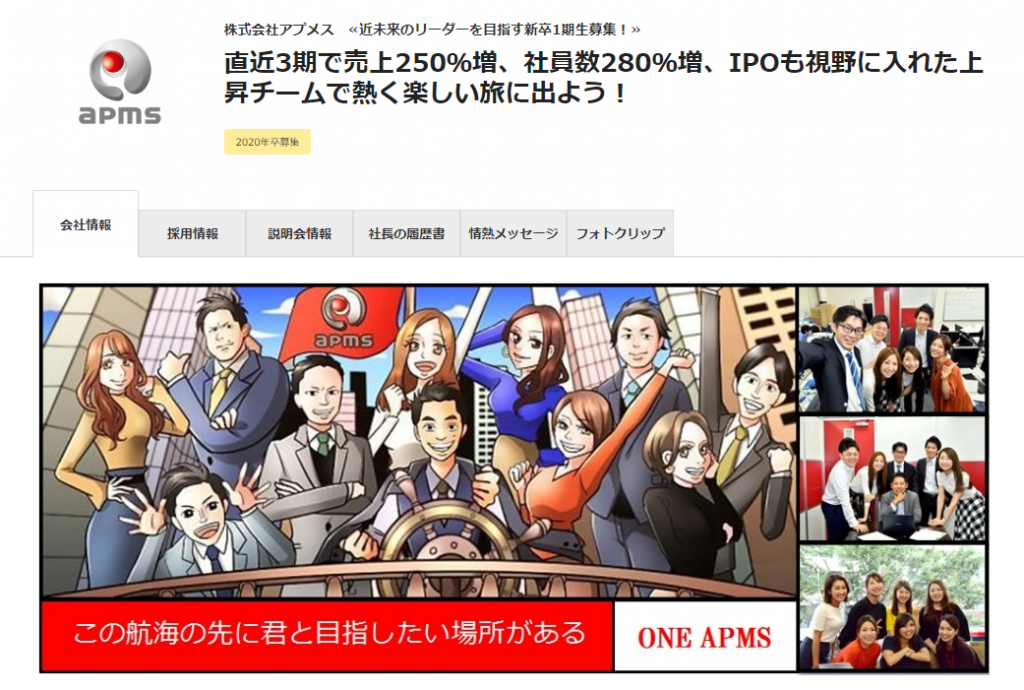 株式会社アプメス　≪近未来のリーダーを目指す新卒1期生募集！≫
直近3期で売上250%増、社員数280%増、IPOも視野に入れた上
昇チームで熱く楽しい旅に出よう！
apms
2020年卒募集
会社情報
採用情報
説明会情報
社長の履歴書
情熱メッセージ
フォトクリップ
apms
この航海の先に君と目指したい場所がある
ONE APMS